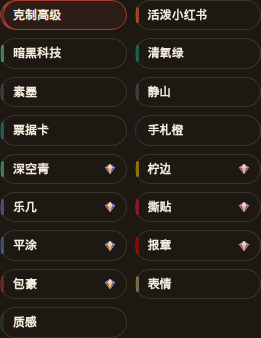 克制高级
活泼小红书
暗黑科技
清氧绿
素墨
静山
票据卡
手札橙
深空青
柠边
乐几
撕贴
平涂
报章
包豪
表情
质感